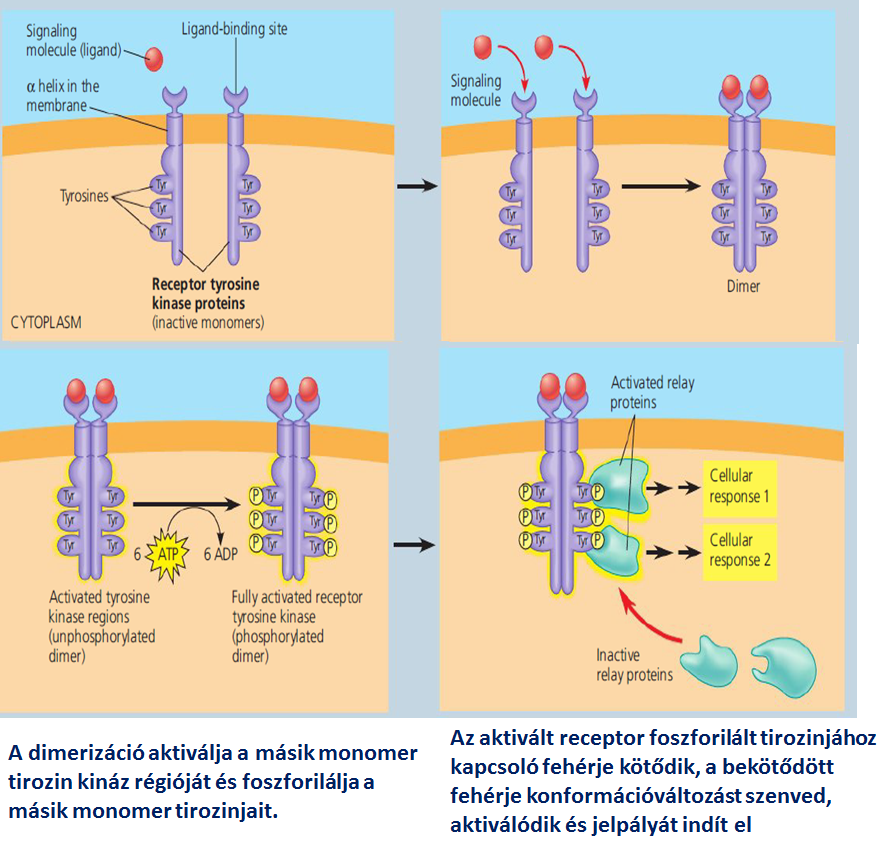 Signaling
molecule (ligand)
Ligand-binding site
α helix in the
membrane
Tyrosines
Tyr
Tyr
Tyr
Tyr
Tyr
Tyr
Receptor tyrosine
kinase proteins
(inactive monomers)
CYTOPLASM
Signaling
molecule
Tyr
Tyr
Tyr
Tyr
Tyr
Tyr
Tyr
Tyr
Tyr
Tyr
Tyr
Tyr
Dimer
Tyr
Tyr
Tyr
Tyr
Tyr
Tyr
6
ATP
6 ADP
P Tyr
Tyr P
P Tyr
Tyr P
P Tyr
Tyr P
Activated tyrosine
kinase regions
(unphosphorylated
dimer)
Fully activated receptor
tyrosine kinase
(phosphorylated
dimer)
Activated relay
proteins
P Tyr
Tyr P
P Tyr
Tyr P
P Tyr
Tyr P
Cellular
response 1
Cellular
response 2
Inactive
relay proteins
A dimerizáció aktiválja a másik monomer
tirozin kináz régióját és foszforilálja a
másik monomer tirozinjait.
Az aktivált receptor foszforilált tirozinjához
kapcsoló fehérje kötődik, a bekötődött
fehérje konformációváltozást szenved,
aktiválódik és jelpályát indít el